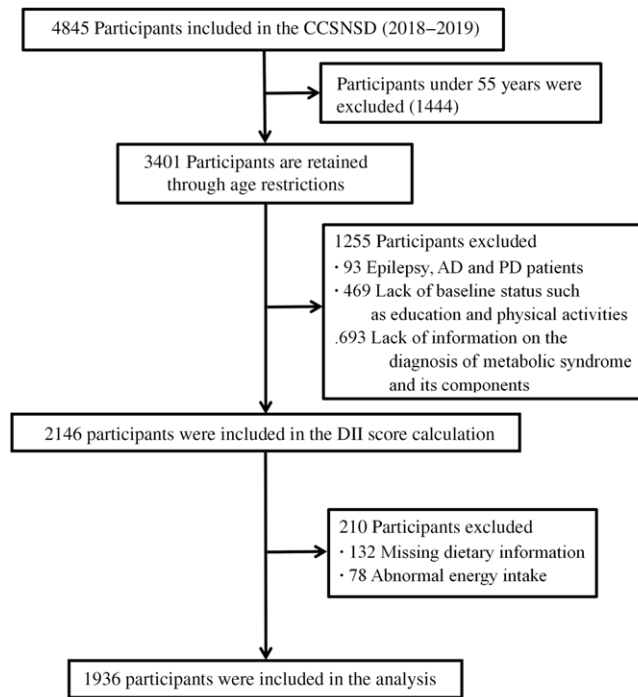 4845 Participants included in the CCSNSD (2018–2019)
Participants under 55 years were
excluded (1444)
3401 Participants are retained
through age restrictions
1255 Participants excluded
· 93 Epilepsy, AD and PD patients
· 469 Lack of baseline status such
as education and physical activities
.693 Lack of information on the
diagnosis of metabolic syndrome
and its components
2146 participants were included in the DII score calculation
210 Participants excluded
· 132 Missing dietary information
· 78 Abnormal energy intake
1936 participants were included in the analysis